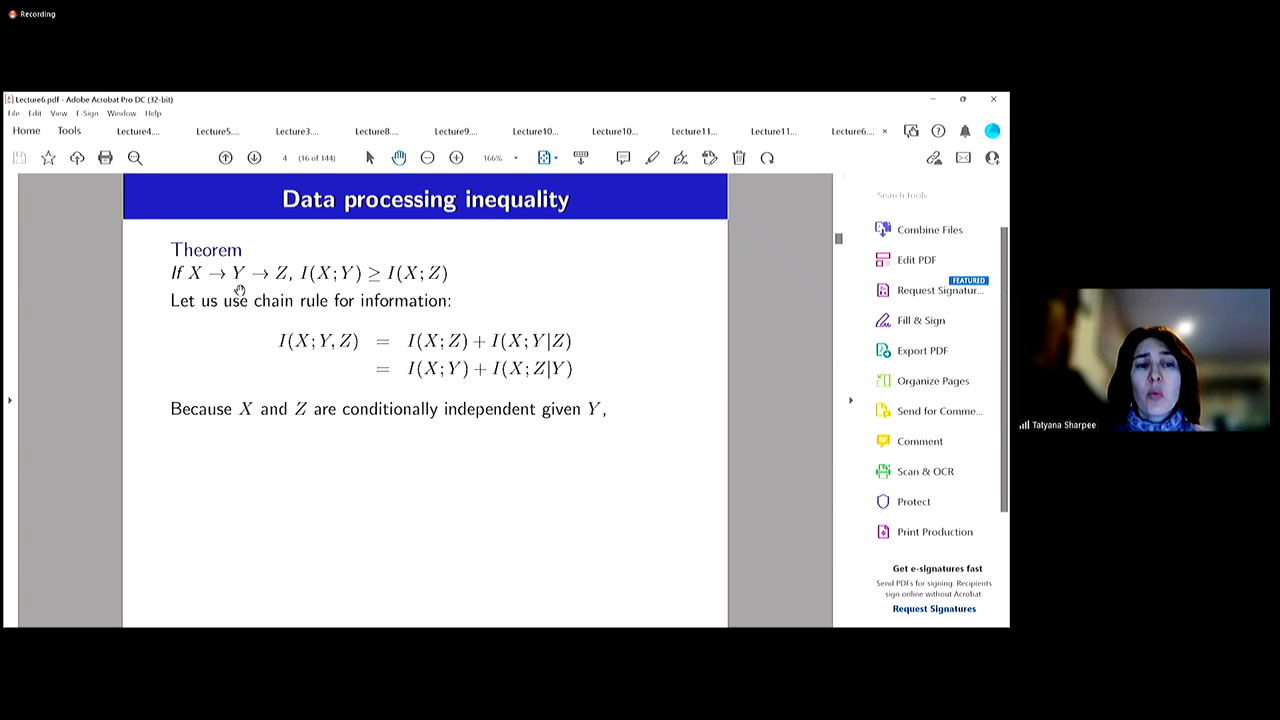 Recording
Lecture6.pdf - Adobe Acrobat Pro DC (32-bit)
File Edit View E-Sign Window Help
Home Tools Lecture4.... Lecture5.... Lecture3.... Lecture8.... Lecture9.... Lecture10... Lecture10... Lecture11... Lecture11... Lecture6.... ×
4 (16 of 144) 166%
Data processing inequality
Theorem
If X → Y → Z, I(X; Y) ≥ I(X; Z)
Let us use chain rule for information:
I(X; Y, Z) = I(X; Z) + I(X; Y|Z)
= I(X; Y) + I(X; Z|Y)
Because X and Z are conditionally independent given Y,
Search tools
Combine Files
Edit PDF
FEATURED
Request Signatur...
Fill & Sign
Export PDF
Organize Pages
Send for Comme...
Comment
Scan & OCR
Protect
Print Production
Get e-signatures fast
Send PDFs for signing. Recipients
sign online without Acrobat.
Request Signatures
Tatyana Sharpee